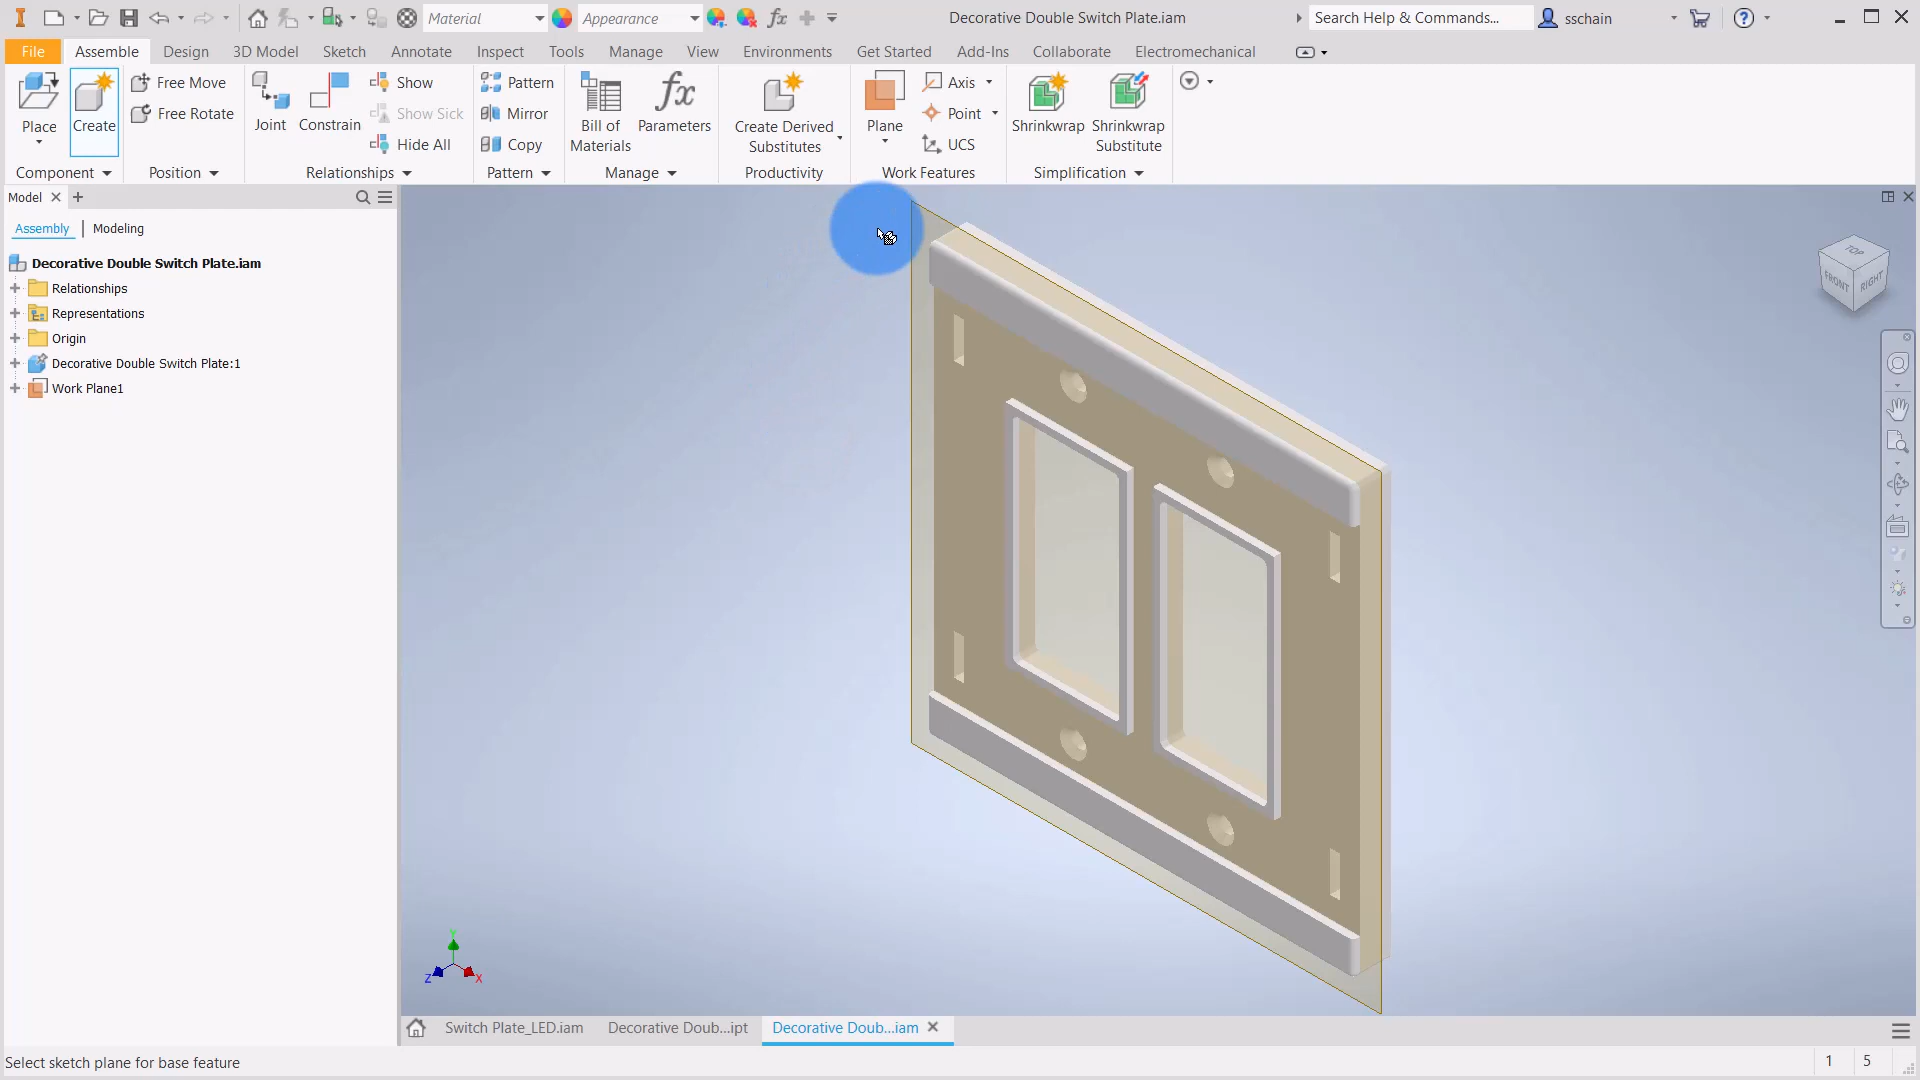 Material
Appearance
fx
Decorative Double Switch Plate.iam
Search Help & Commands...
sschain
File
Assemble
Design
3D Model
Sketch
Annotate
Inspect
Tools
Manage
View
Environments
Get Started
Add-Ins
Collaborate
Electromechanical
Place
Create
Free Move
Free Rotate
Joint
Constrain
Show
Show Sick
Hide All
Pattern
Mirror
Copy
Bill of
Materials
fx
Parameters
Create Derived
Substitutes
Plane
Axis
Point
UCS
Shrinkwrap
Shrinkwrap
Substitute
Component
Position
Relationships
Pattern
Manage
Productivity
Work Features
Simplification
Model
Assembly
Modeling
Decorative Double Switch Plate.iam
Relationships
Representations
Origin
Decorative Double Switch Plate:1
Work Plane1
TOP
FRONT
RIGHT
Y
Z
X
Switch Plate_LED.iam
Decorative Doub...ipt
Decorative Doub...iam
Select sketch plane for base feature
1
5